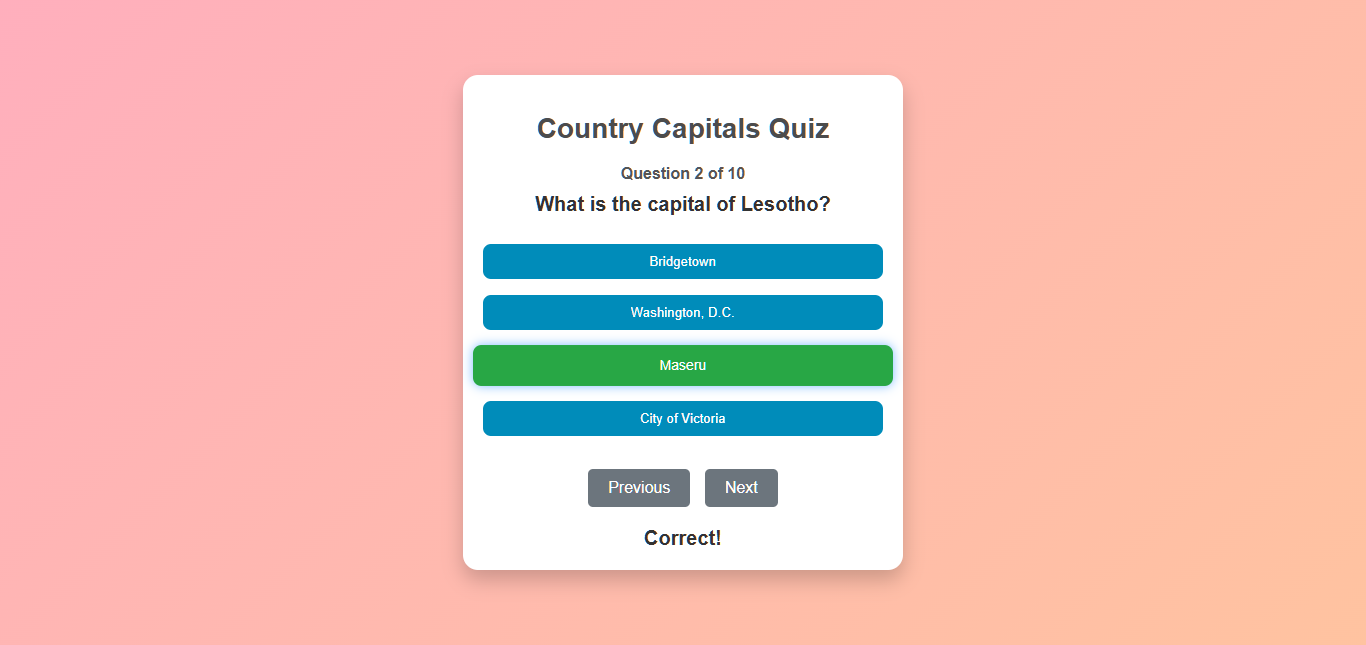 Country Capitals Quiz
Question 2 of 10
What is the capital of Lesotho?
Bridgetown
Washington, D.C.
Maseru
City of Victoria
Previous Next
Correct!